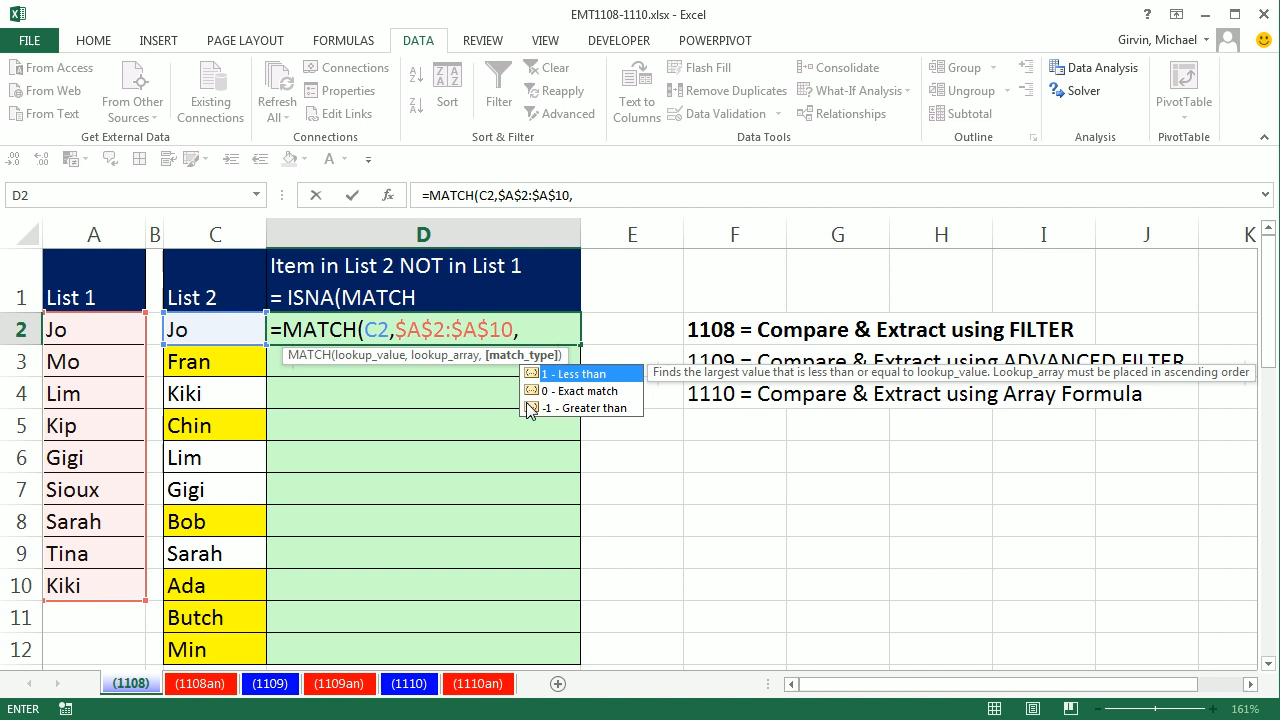 EMT1108-1110.xlsx - Excel
FILE HOME INSERT PAGE LAYOUT FORMULAS DATA REVIEW VIEW DEVELOPER POWERPIVOT Girvin, Michael
From Access
From Web
From Text
From Other Sources
Existing Connections
Get External Data
Refresh All
Connections
Properties
Edit Links
Connections
Sort
Filter
Clear
Reapply
Advanced
Sort & Filter
Text to Columns
Flash Fill
Remove Duplicates
Data Validation
Consolidate
What-If Analysis
Relationships
Data Tools
Group
Ungroup
Subtotal
Outline
Data Analysis
Solver
Analysis
PivotTable
PowerPivot
D2 fx =MATCH(C2,$A$2:$A$10,
A B C D E F G H I J K
Item in List 2 NOT in List 1
1 List 1 List 2 = ISNA(MATCH
2 Jo Jo =MATCH(C2,$A$2:$A$10, 1108 = Compare & Extract using FILTER
MATCH(lookup_value, lookup_array, [match_type])
3 Mo Fran 1109 = Compare & Extract using ADVANCED FILTER
1 - Less than Finds the largest value that is less than or equal to lookup_value. Lookup_array must be placed in ascending order
0 - Exact match
-1 - Greater than
4 Lim Kiki 1110 = Compare & Extract using Array Formula
5 Kip Chin
6 Gigi Lim
7 Sioux Gigi
8 Sarah Bob
9 Tina Sarah
10 Kiki Ada
11 Butch
12 Min
(1108) (1108an) (1109) (1109an) (1110) (1110an)
ENTER 161%